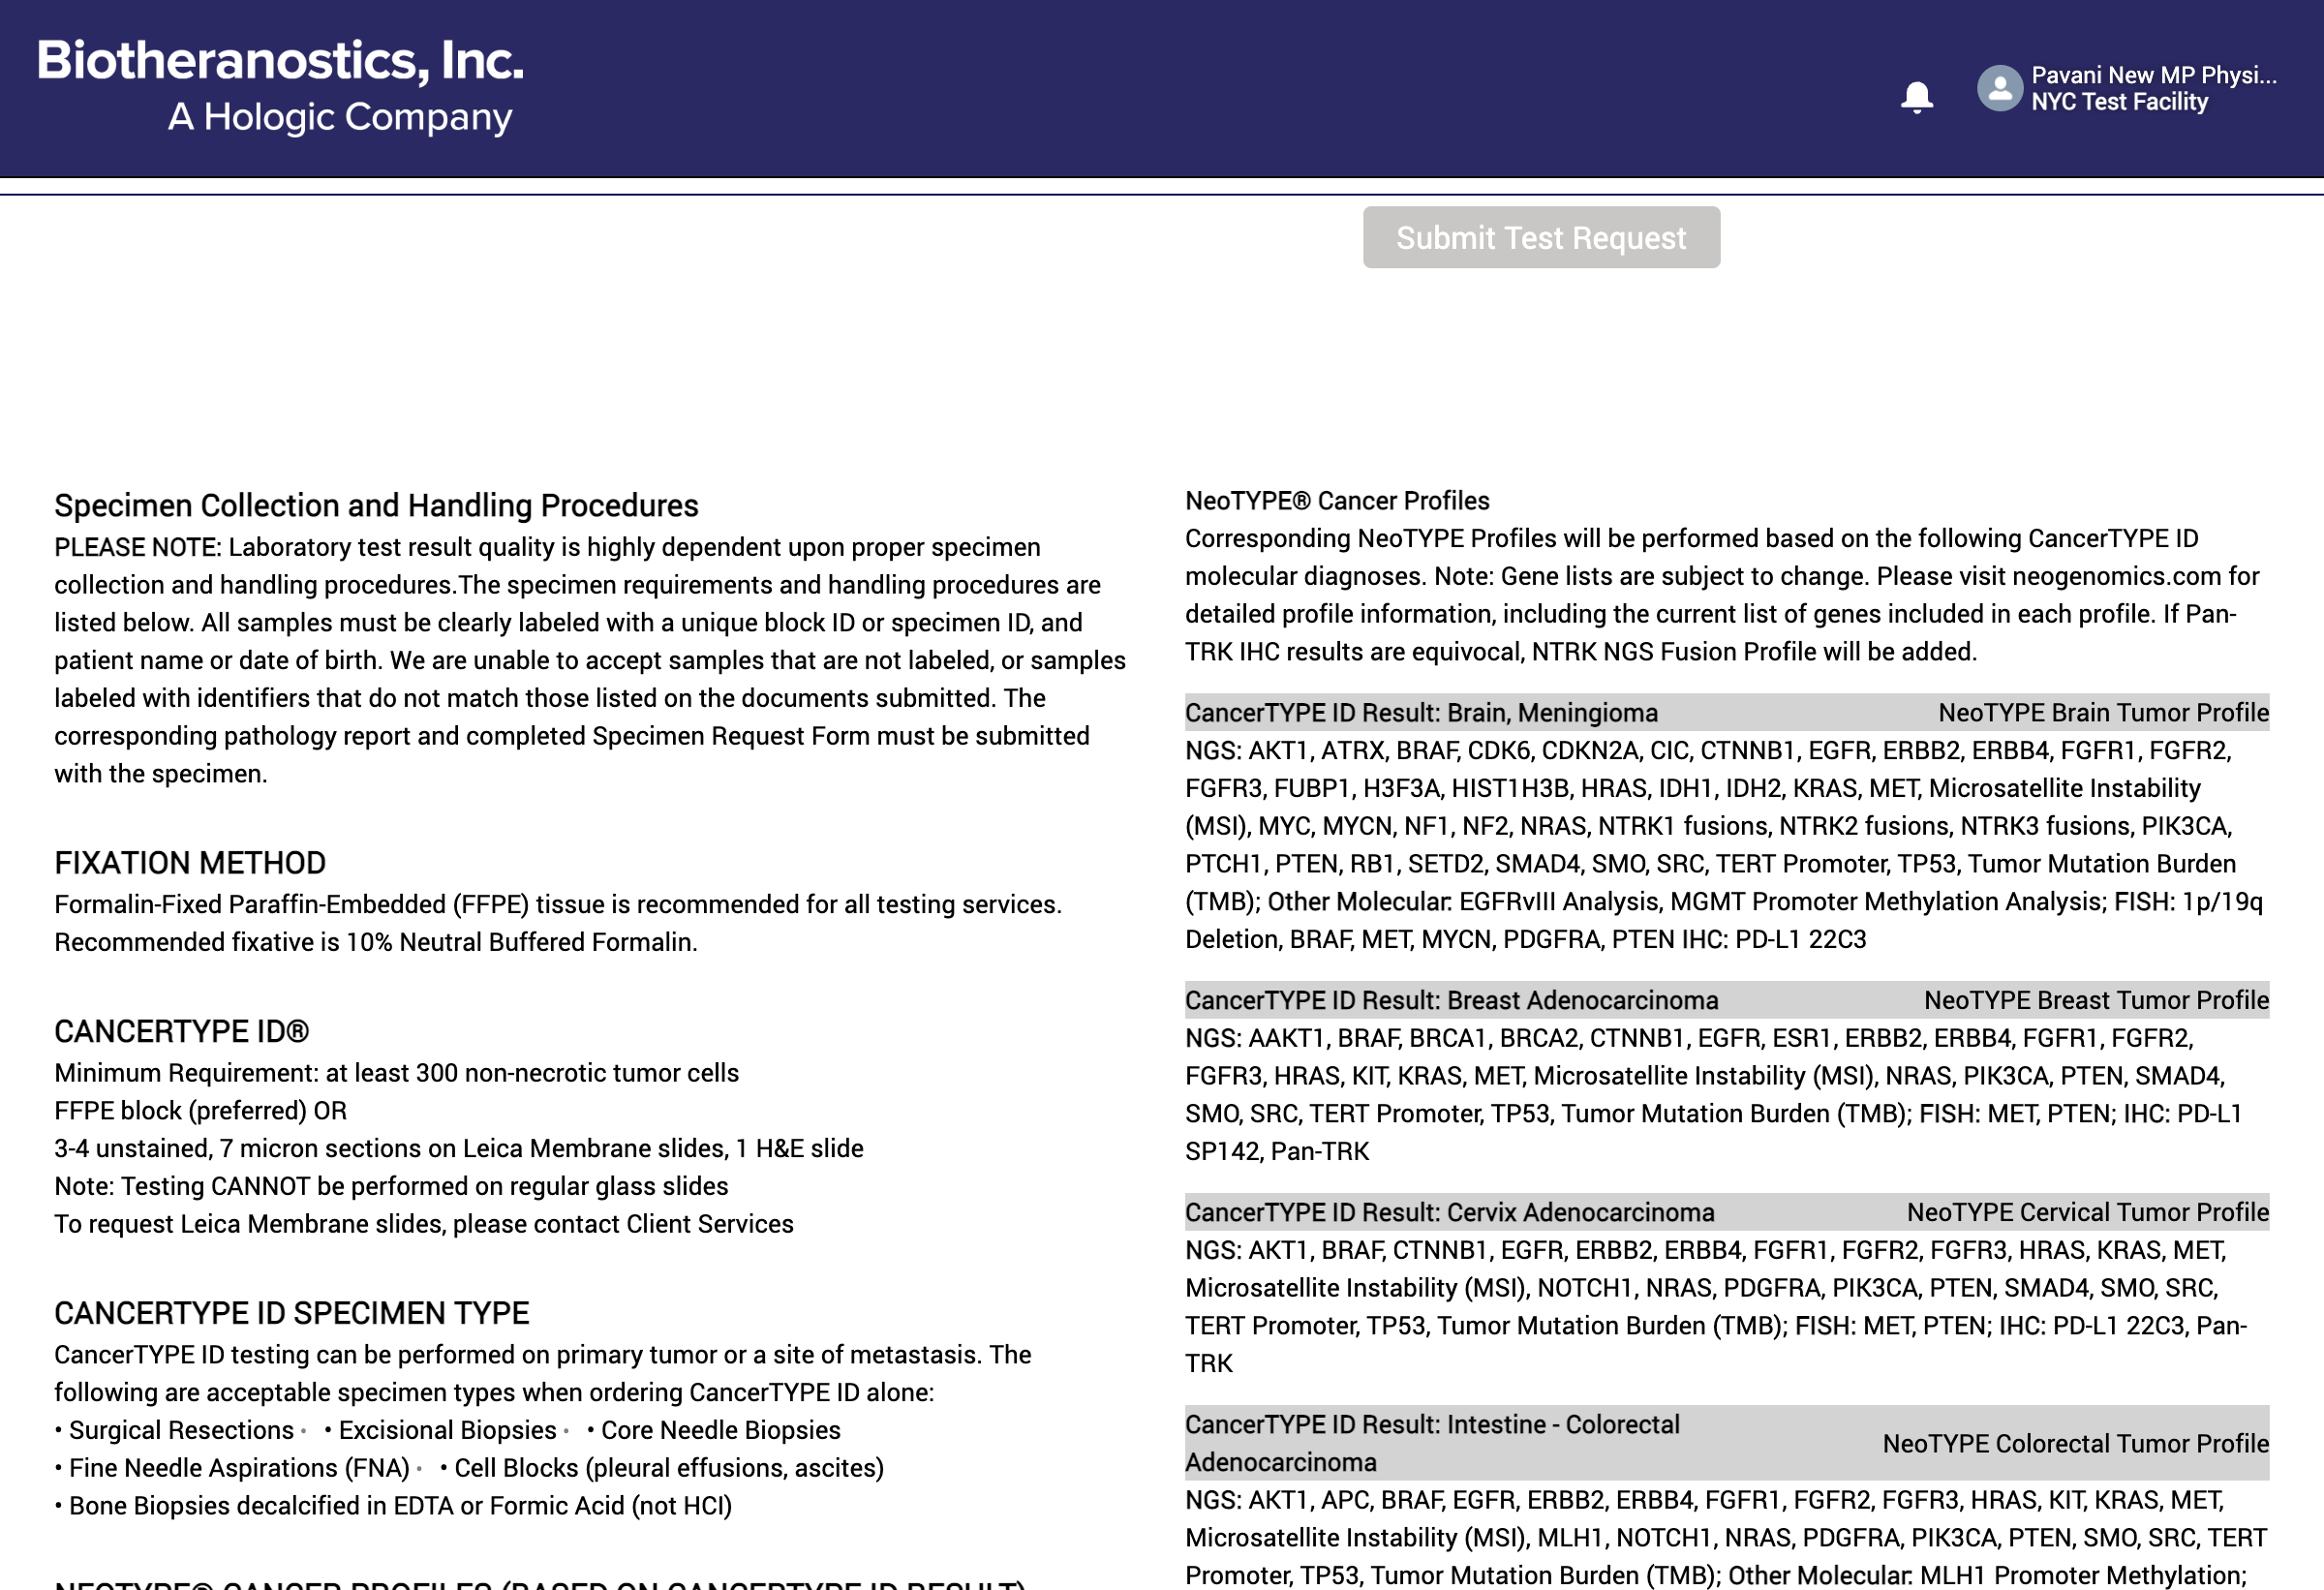 Biotheranostics, Inc.
A Hologic Company
Pavani New MP Physi...
NYC Test Facility
Submit Test Request
Specimen Collection and Handling Procedures
PLEASE NOTE: Laboratory test result quality is highly dependent upon proper specimen
collection and handling procedures.The specimen requirements and handling procedures are
listed below. All samples must be clearly labeled with a unique block ID or specimen ID, and
patient name or date of birth. We are unable to accept samples that are not labeled, or samples
labeled with identifiers that do not match those listed on the documents submitted. The
corresponding pathology report and completed Specimen Request Form must be submitted
with the specimen.
FIXATION METHOD
Formalin-Fixed Paraffin-Embedded (FFPE) tissue is recommended for all testing services.
Recommended fixative is 10% Neutral Buffered Formalin.
CANCERTYPE ID®
Minimum Requirement: at least 300 non-necrotic tumor cells
FFPE block (preferred) OR
3-4 unstained, 7 micron sections on Leica Membrane slides, 1 H&E slide
Note: Testing CANNOT be performed on regular glass slides
To request Leica Membrane slides, please contact Client Services
CANCERTYPE ID SPECIMEN TYPE
CancerTYPE ID testing can be performed on primary tumor or a site of metastasis. The
following are acceptable specimen types when ordering CancerTYPE ID alone:
• Surgical Resections • • Excisional Biopsies • • Core Needle Biopsies
• Fine Needle Aspirations (FNA) • • Cell Blocks (pleural effusions, ascites)
• Bone Biopsies decalcified in EDTA or Formic Acid (not HCI)
NEOTYPE® CANCER PROFILES (BASED ON CANCERTYPE ID RESULT)
NeoTYPE® Cancer Profiles
Corresponding NeoTYPE Profiles will be performed based on the following CancerTYPE ID
molecular diagnoses. Note: Gene lists are subject to change. Please visit neogenomics.com for
detailed profile information, including the current list of genes included in each profile. If Pan-
TRK IHC results are equivocal, NTRK NGS Fusion Profile will be added.
CancerTYPE ID Result: Brain, Meningioma NeoTYPE Brain Tumor Profile
NGS: AKT1, ATRX, BRAF, CDK6, CDKN2A, CIC, CTNNB1, EGFR, ERBB2, ERBB4, FGFR1, FGFR2,
FGFR3, FUBP1, H3F3A, HIST1H3B, HRAS, IDH1, IDH2, KRAS, MET, Microsatellite Instability
(MSI), MYC, MYCN, NF1, NF2, NRAS, NTRK1 fusions, NTRK2 fusions, NTRK3 fusions, PIK3CA,
PTCH1, PTEN, RB1, SETD2, SMAD4, SMO, SRC, TERT Promoter, TP53, Tumor Mutation Burden
(TMB); Other Molecular: EGFRvIII Analysis, MGMT Promoter Methylation Analysis; FISH: 1p/19q
Deletion, BRAF, MET, MYCN, PDGFRA, PTEN IHC: PD-L1 22C3
CancerTYPE ID Result: Breast Adenocarcinoma NeoTYPE Breast Tumor Profile
NGS: AAKT1, BRAF, BRCA1, BRCA2, CTNNB1, EGFR, ESR1, ERBB2, ERBB4, FGFR1, FGFR2,
FGFR3, HRAS, KIT, KRAS, MET, Microsatellite Instability (MSI), NRAS, PIK3CA, PTEN, SMAD4,
SMO, SRC, TERT Promoter, TP53, Tumor Mutation Burden (TMB); FISH: MET, PTEN; IHC: PD-L1
SP142, Pan-TRK
CancerTYPE ID Result: Cervix Adenocarcinoma NeoTYPE Cervical Tumor Profile
NGS: AKT1, BRAF, CTNNB1, EGFR, ERBB2, ERBB4, FGFR1, FGFR2, FGFR3, HRAS, KRAS, MET,
Microsatellite Instability (MSI), NOTCH1, NRAS, PDGFRA, PIK3CA, PTEN, SMAD4, SMO, SRC,
TERT Promoter, TP53, Tumor Mutation Burden (TMB); FISH: MET, PTEN; IHC: PD-L1 22C3, Pan-
TRK
CancerTYPE ID Result: Intestine - Colorectal
Adenocarcinoma
NeoTYPE Colorectal Tumor Profile
NGS: AKT1, APC, BRAF, EGFR, ERBB2, ERBB4, FGFR1, FGFR2, FGFR3, HRAS, KIT, KRAS, MET,
Microsatellite Instability (MSI), MLH1, NOTCH1, NRAS, PDGFRA, PIK3CA, PTEN, SMO, SRC, TERT
Promoter, TP53, Tumor Mutation Burden (TMB); Other Molecular: MLH1 Promoter Methylation;